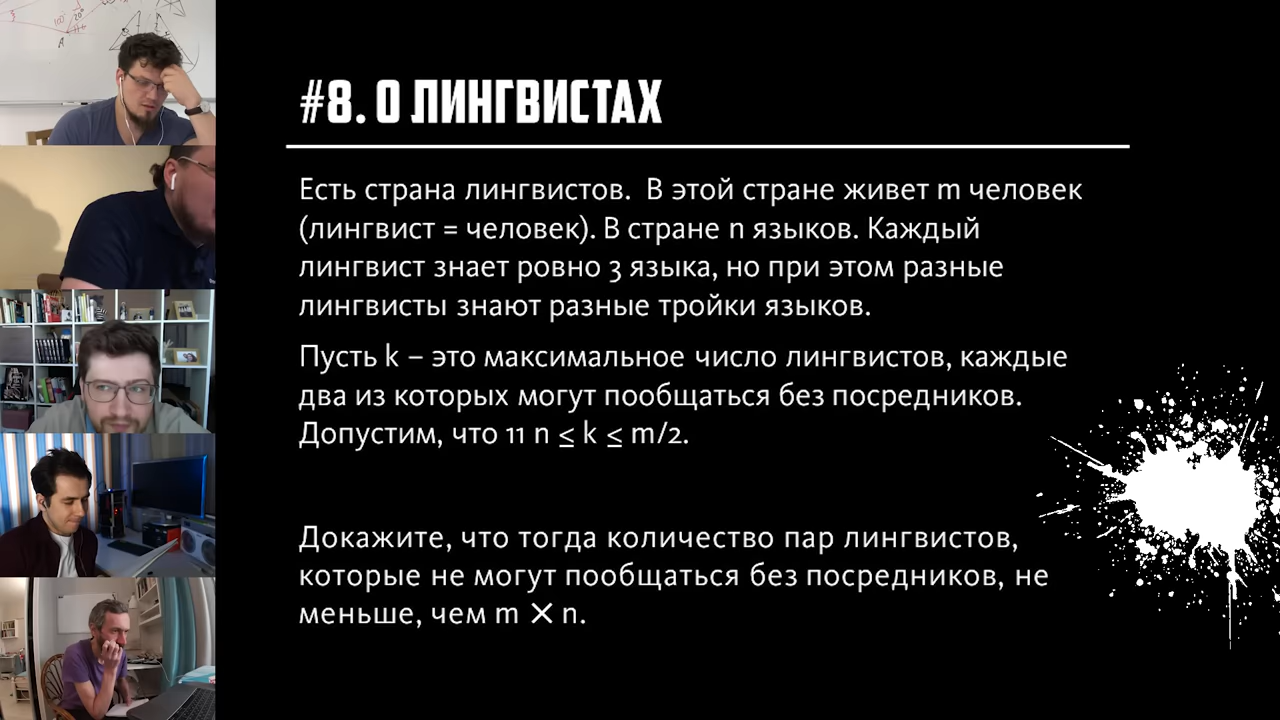 #8. О ЛИНГВИСТАХ
Есть страна лингвистов. В этой стране живет m человек
(лингвист = человек). В стране n языков. Каждый
лингвист знает ровно 3 языка, но при этом разные
лингвисты знают разные тройки языков.
Пусть k – это максимальное число лингвистов, каждые
два из которых могут пообщаться без посредников.
Допустим, что 11 n ≤ k ≤ m/2.
Докажите, что тогда количество пар лингвистов,
которые не могут пообщаться без посредников, не
меньше, чем m × n.